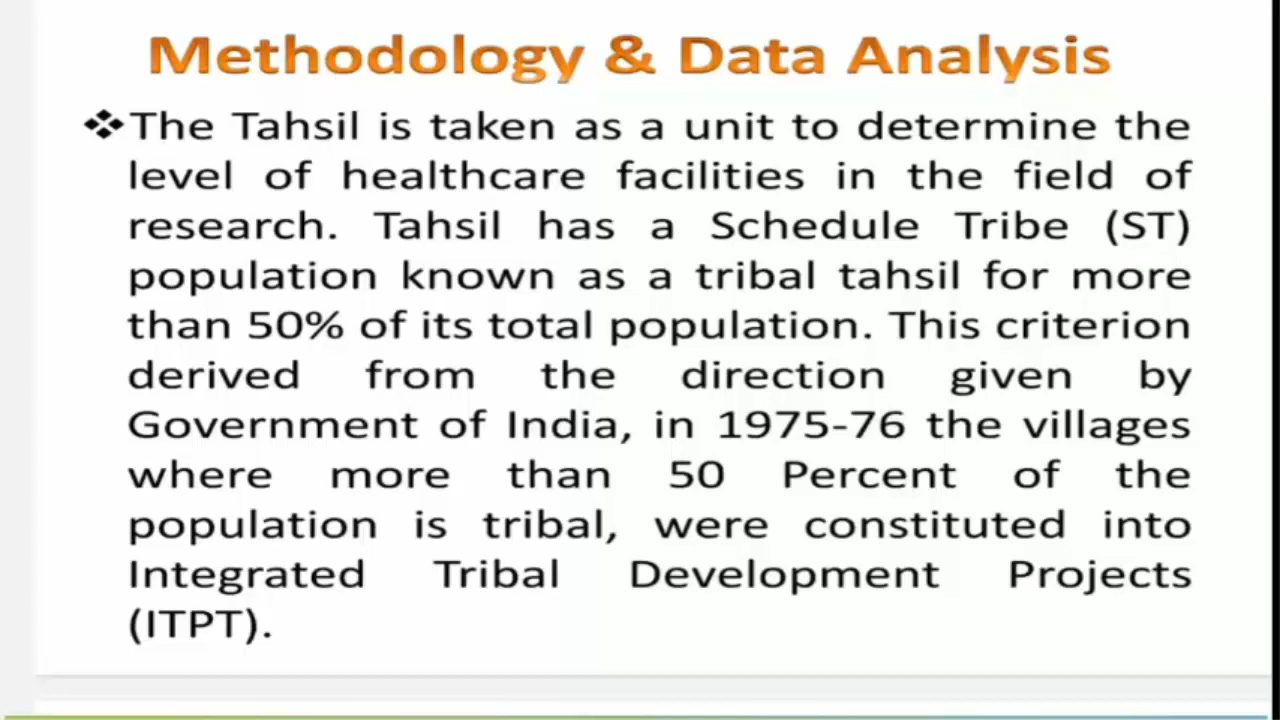 Methodology & Data Analysis
❖The Tahsil is taken as a unit to determine the
level of healthcare facilities in the field of
research. Tahsil has a Schedule Tribe (ST)
population known as a tribal tahsil for more
than 50% of its total population. This criterion
derived from the direction given by
Government of India, in 1975-76 the villages
where more than 50 Percent of the
population is tribal, were constituted into
Integrated Tribal Development Projects
(ITPT).